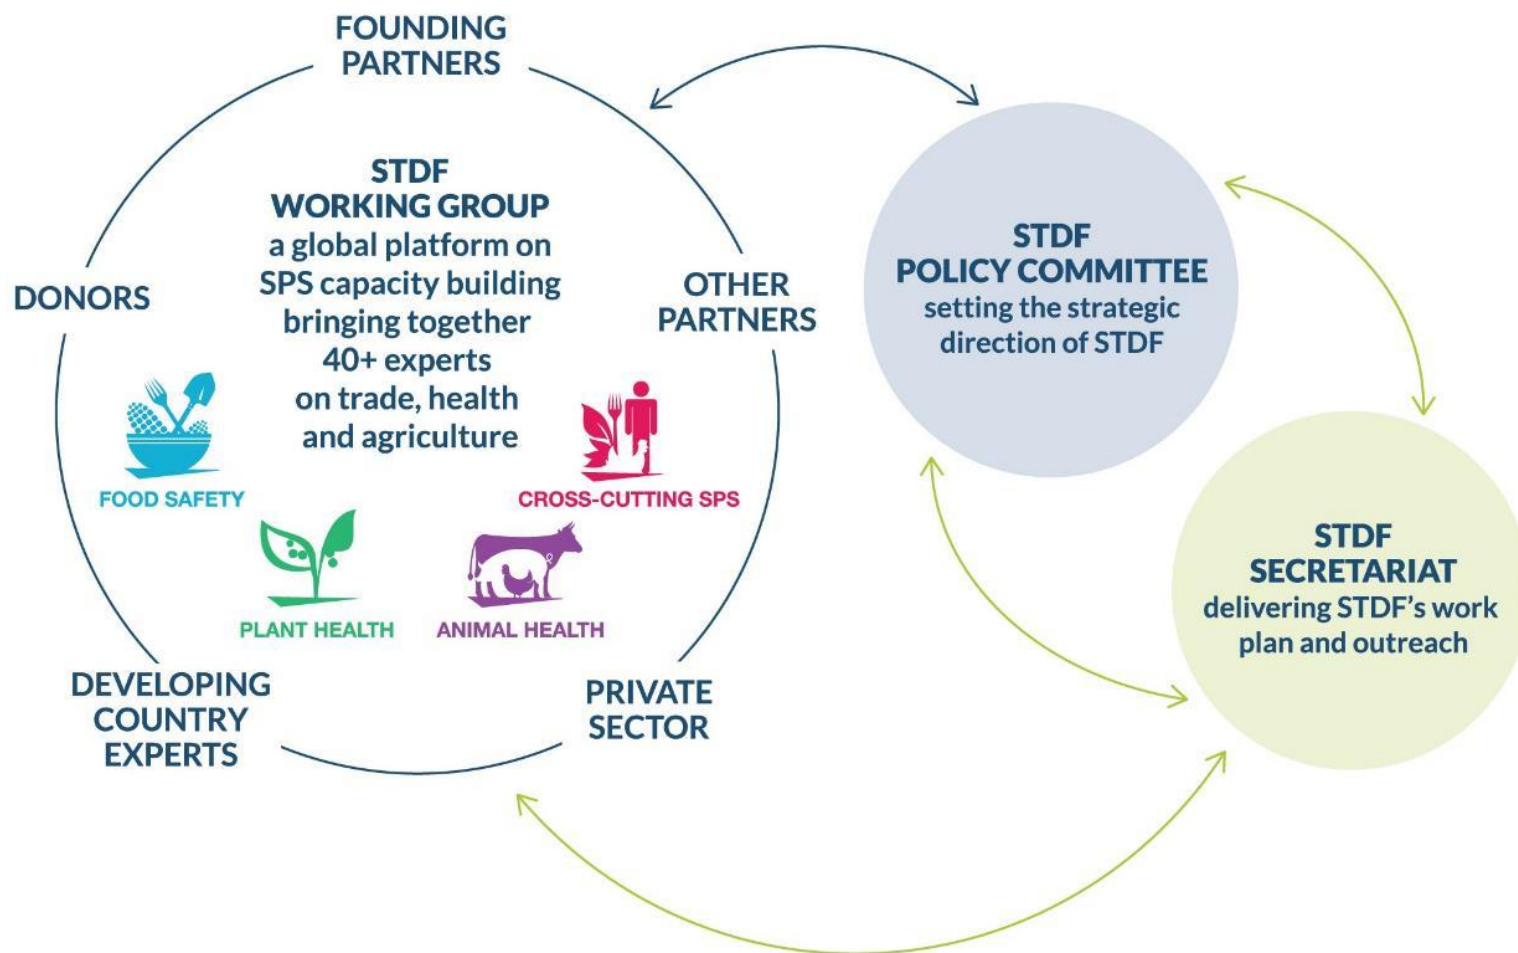 FOUNDING
PARTNERS
STDF
WORKING GROUP
a global platform on
SPS capacity building
bringing together
40+ experts
on trade, health
and agriculture
DONORS
OTHER
PARTNERS
FOOD SAFETY
CROSS-CUTTING SPS
PLANT HEALTH
ANIMAL HEALTH
DEVELOPING
COUNTRY
EXPERTS
PRIVATE
SECTOR
STDF
POLICY COMMITTEE
setting the strategic
direction of STDF
STDF
SECRETARIAT
delivering STDF’s work
plan and outreach